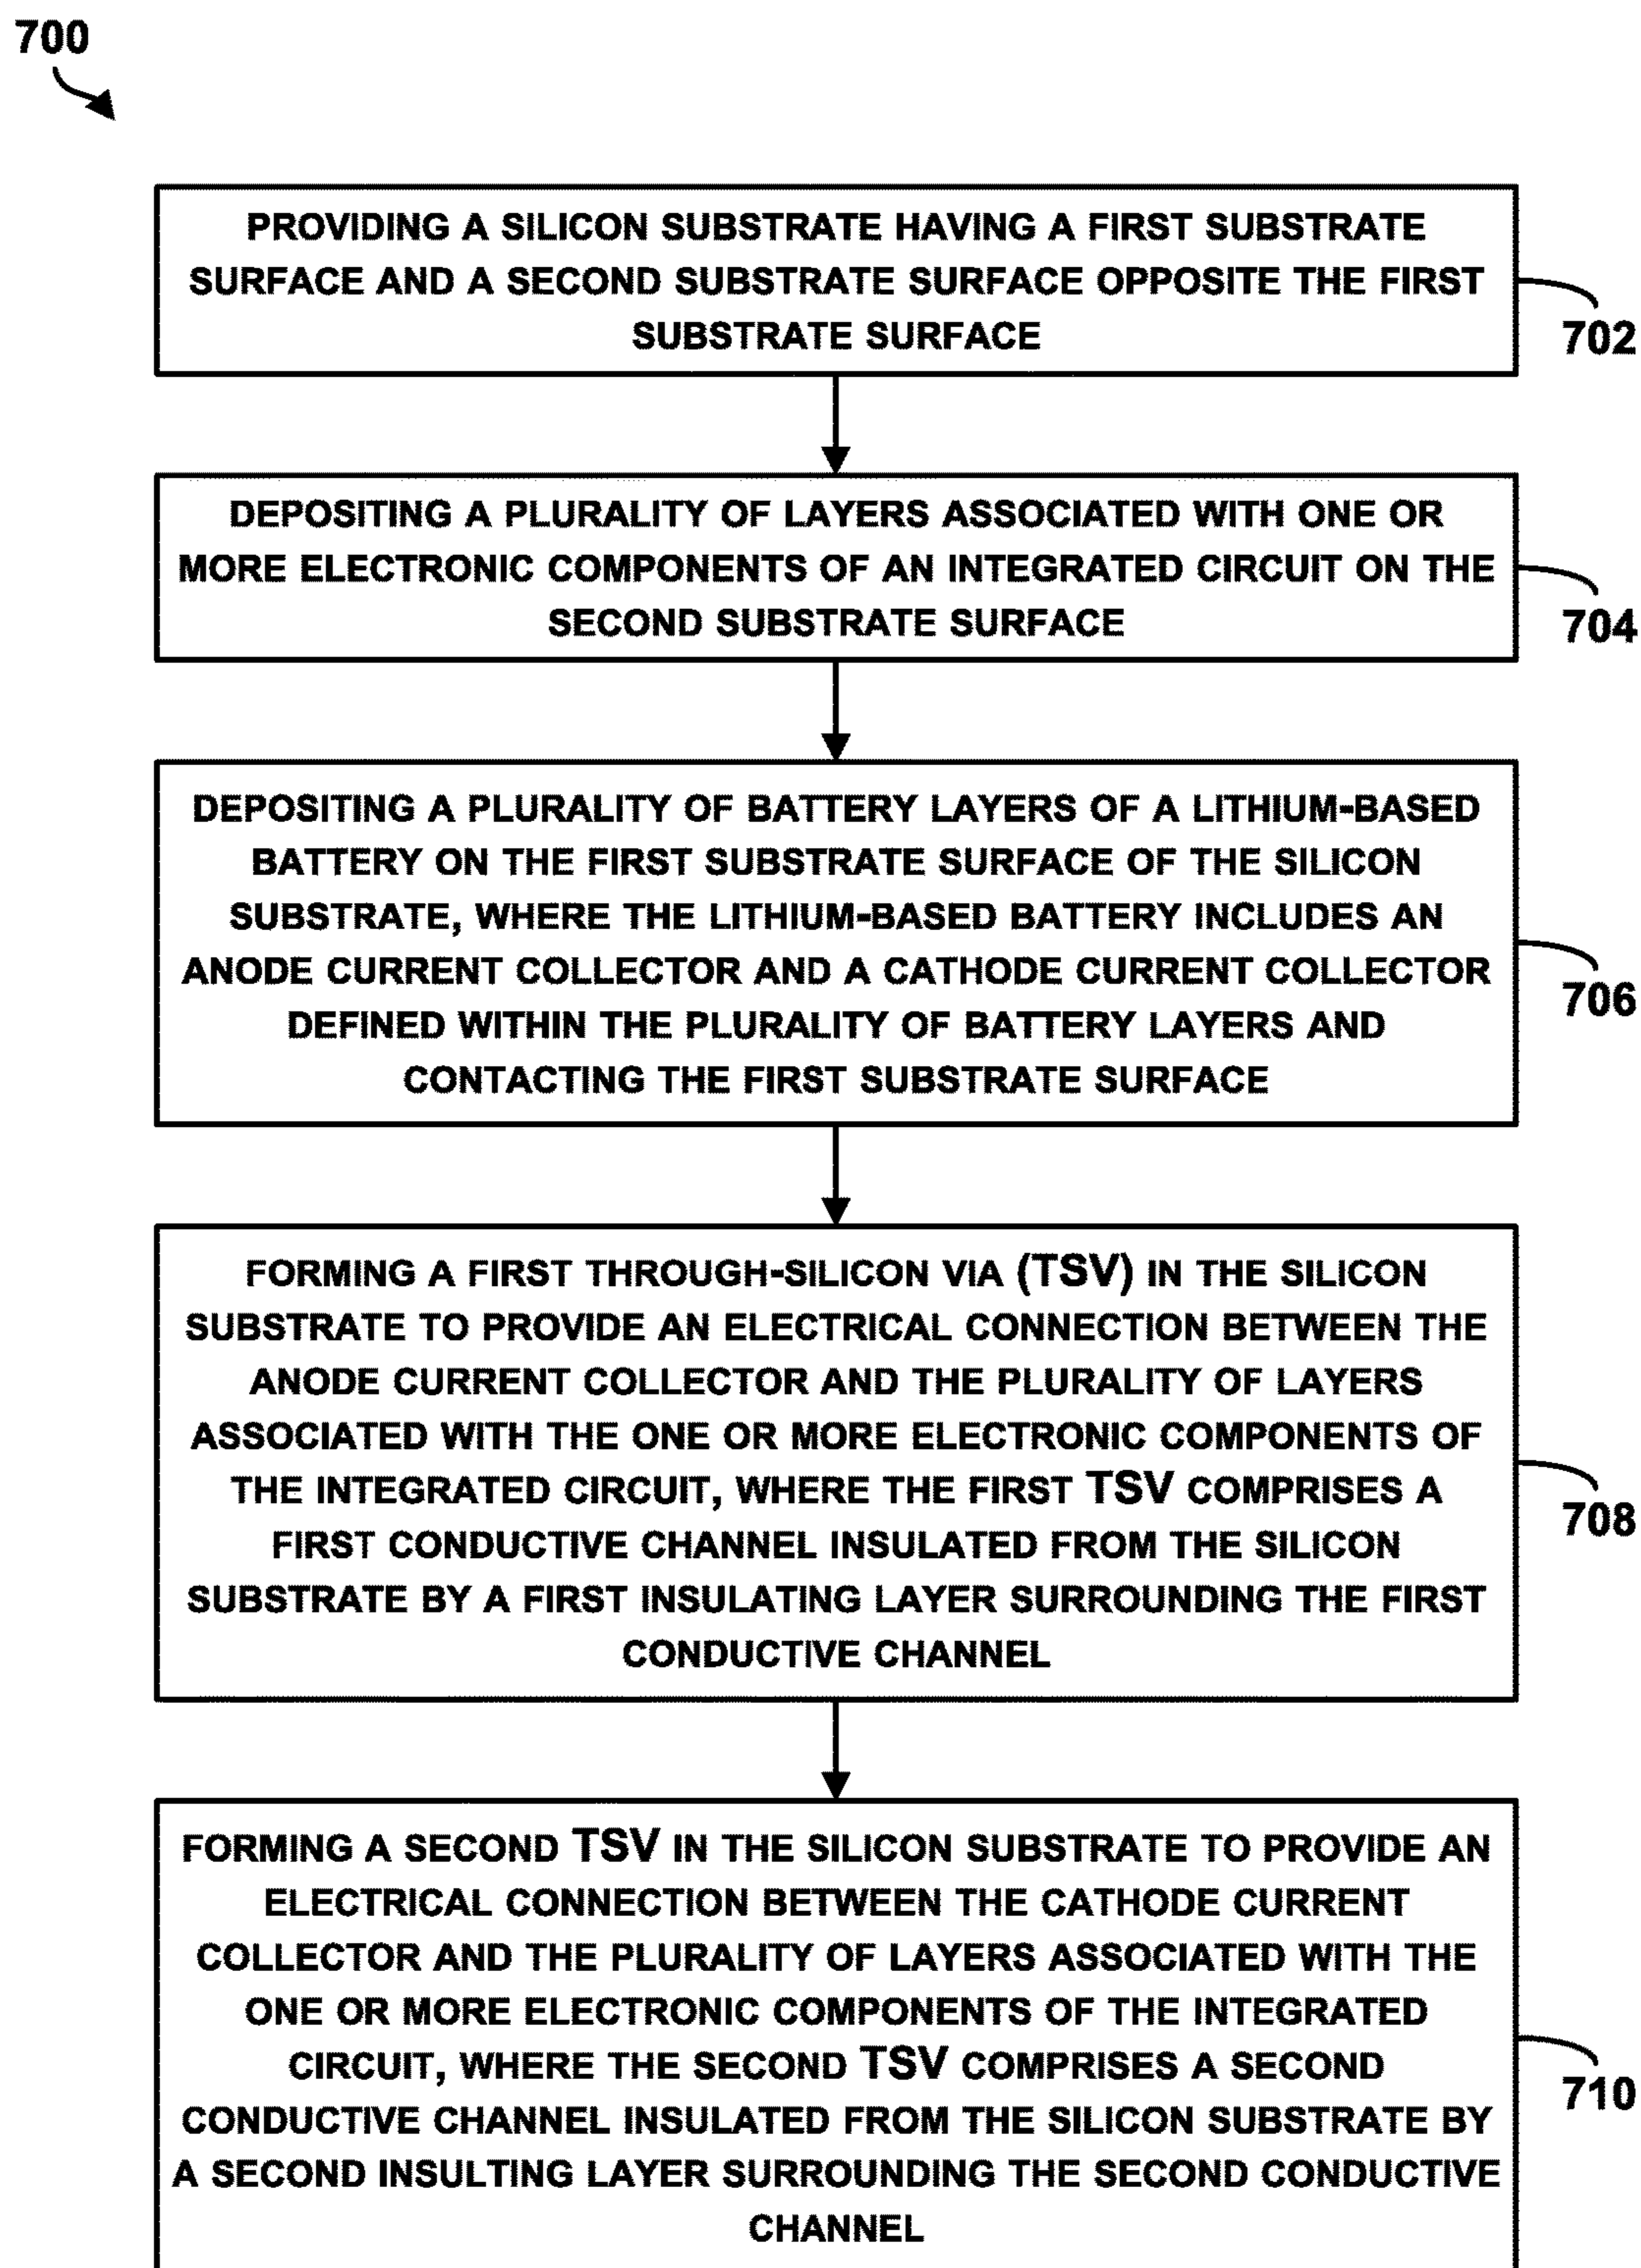 700
PROVIDING A SILICON SUBSTRATE HAVING A FIRST SUBSTRATE
SURFACE AND A SECOND SUBSTRATE SURFACE OPPOSITE THE FIRST
SUBSTRATE SURFACE
702
DEPOSITING A PLURALITY OF LAYERS ASSOCIATED WITH ONE OR
MORE ELECTRONIC COMPONENTS OF AN INTEGRATED CIRCUIT ON THE
SECOND SUBSTRATE SURFACE
704
DEPOSITING A PLURALITY OF BATTERY LAYERS OF A LITHIUM-BASED
BATTERY ON THE FIRST SUBSTRATE SURFACE OF THE SILICON
SUBSTRATE, WHERE THE LITHIUM-BASED BATTERY INCLUDES AN
ANODE CURRENT COLLECTOR AND A CATHODE CURRENT COLLECTOR
DEFINED WITHIN THE PLURALITY OF BATTERY LAYERS AND
CONTACTING THE FIRST SUBSTRATE SURFACE
706
FORMING A FIRST THROUGH-SILICON VIA (TSV) IN THE SILICON
SUBSTRATE TO PROVIDE AN ELECTRICAL CONNECTION BETWEEN THE
ANODE CURRENT COLLECTOR AND THE PLURALITY OF LAYERS
ASSOCIATED WITH THE ONE OR MORE ELECTRONIC COMPONENTS OF
THE INTEGRATED CIRCUIT, WHERE THE FIRST TSV COMPRISES A
FIRST CONDUCTIVE CHANNEL INSULATED FROM THE SILICON
SUBSTRATE BY A FIRST INSULATING LAYER SURROUNDING THE FIRST
CONDUCTIVE CHANNEL
708
FORMING A SECOND TSV IN THE SILICON SUBSTRATE TO PROVIDE AN
ELECTRICAL CONNECTION BETWEEN THE CATHODE CURRENT
COLLECTOR AND THE PLURALITY OF LAYERS ASSOCIATED WITH THE
ONE OR MORE ELECTRONIC COMPONENTS OF THE INTEGRATED
CIRCUIT, WHERE THE SECOND TSV COMPRISES A SECOND
CONDUCTIVE CHANNEL INSULATED FROM THE SILICON SUBSTRATE BY
A SECOND INSULTING LAYER SURROUNDING THE SECOND CONDUCTIVE
CHANNEL
710